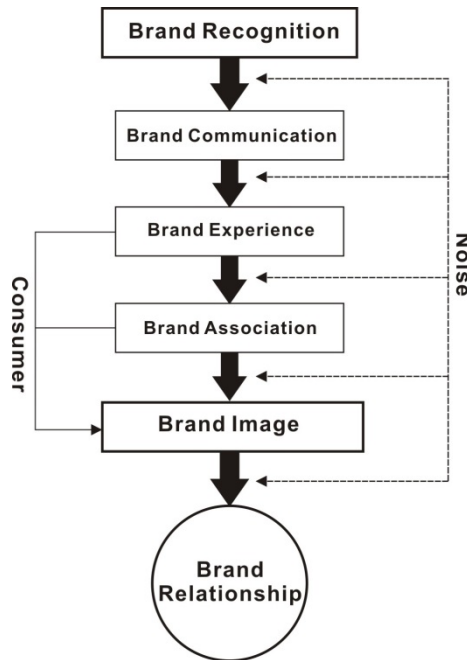 Brand Recognition
Brand Communication
Brand Experience
Brand Association
Brand Image
Brand
Relationship
Consumer
Noise